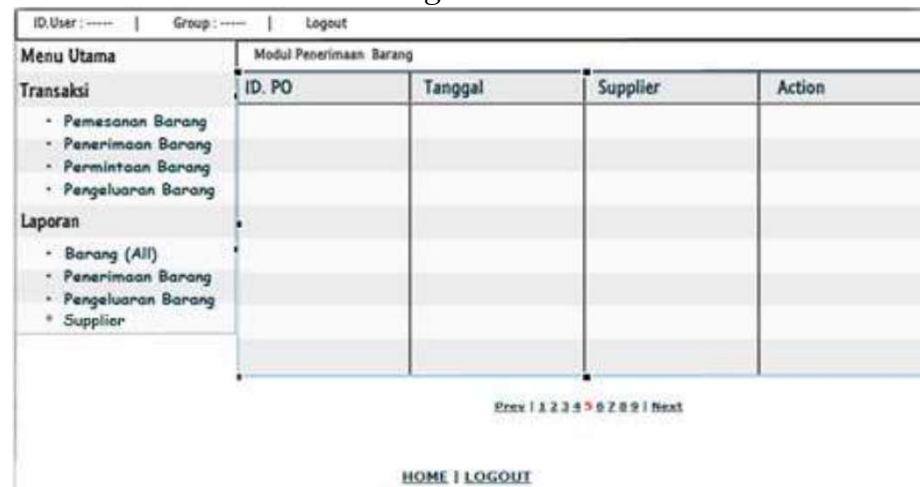 ID.User : ----- | Group : ----- | Logout
Menu Utama
Modul Penerimaan Barang
Transaksi
ID. PO Tanggal Supplier Action
· Pemesanan Barang
· Penerimaan Barang
· Permintaan Barang
· Pengeluaran Barang
Laporan
· Barang (All)
· Penerimaan Barang
· Pengeluaran Barang
* Supplier
Prev | 1 2 3 4 5 6 7 8 9 | Next
HOME | LOGOUT